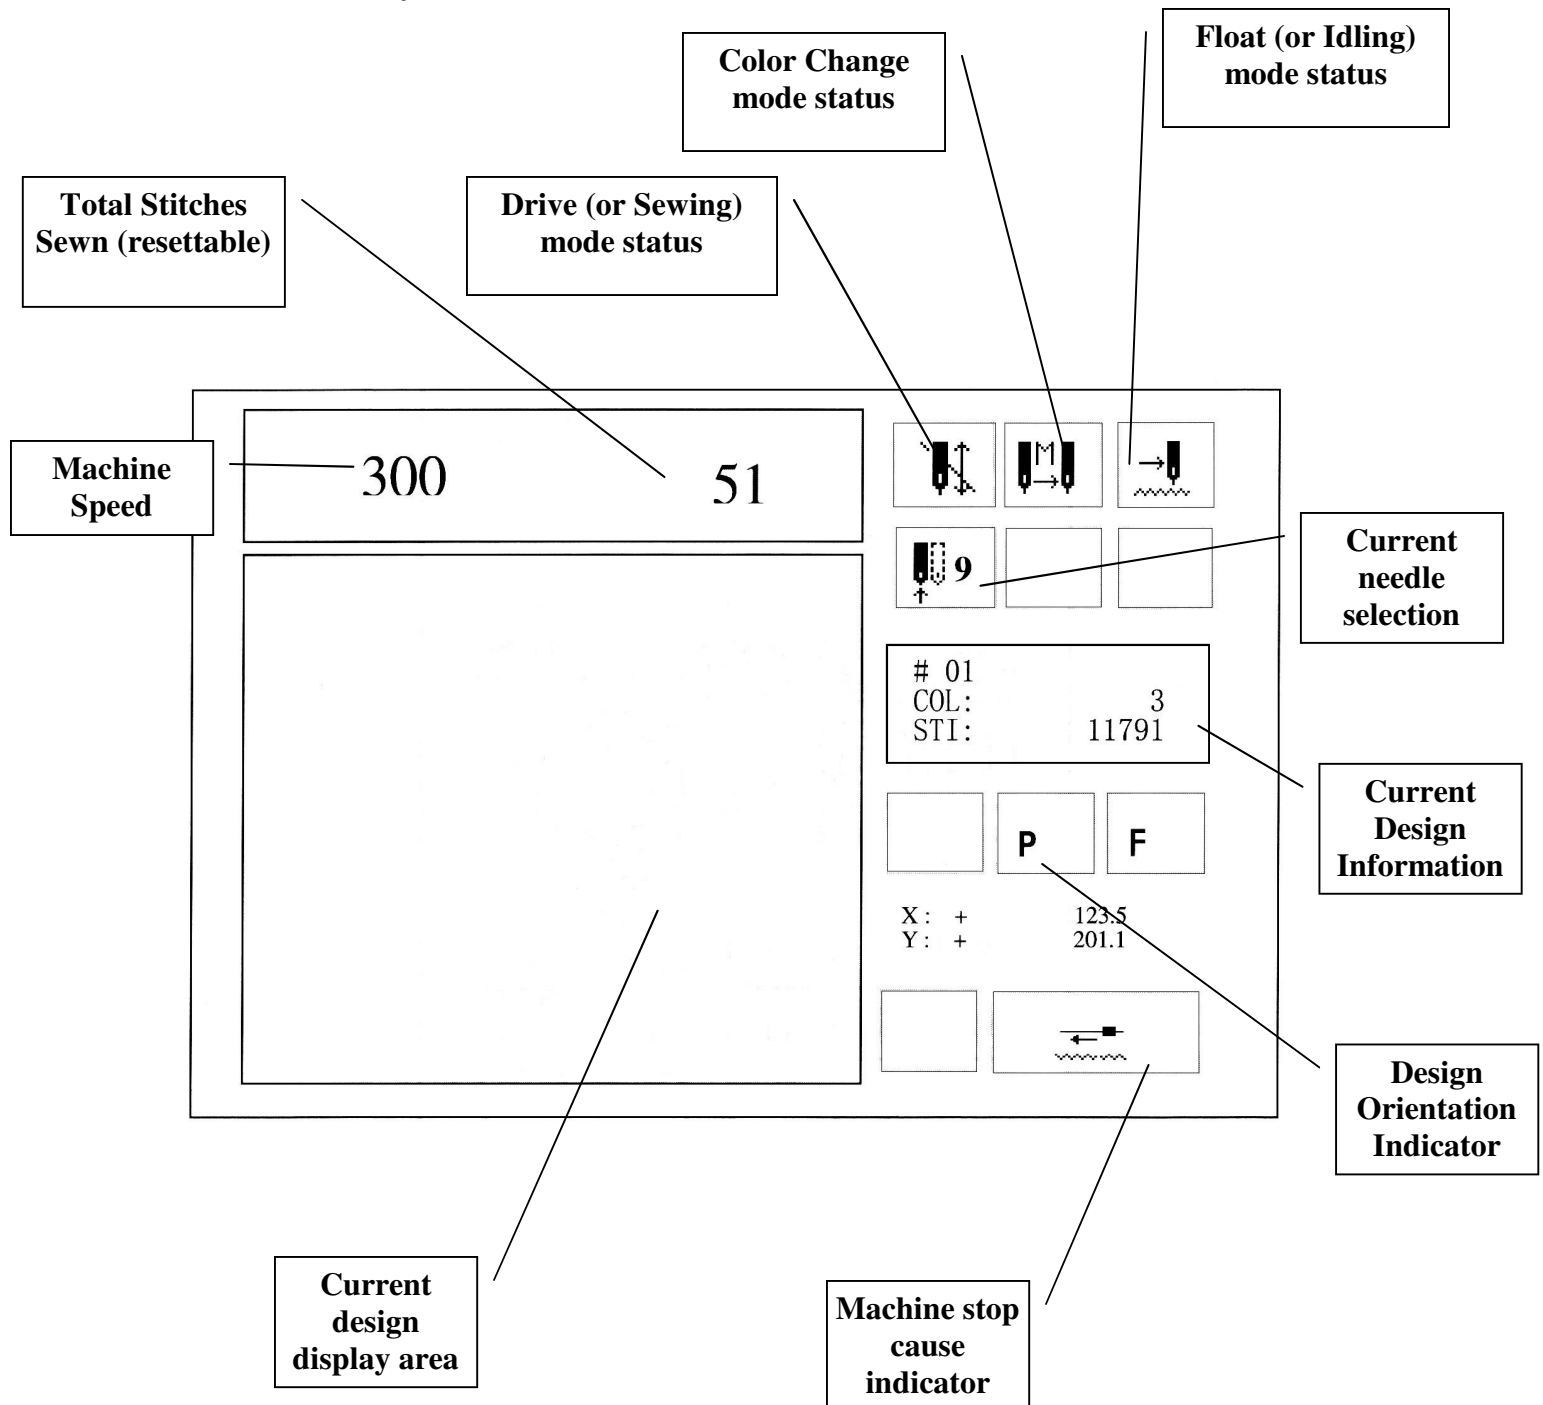 Float (or Idling)
mode status
Color Change
mode status
Total Stitches
Sewn (resettable)
Drive (or Sewing)
mode status
Machine
Speed
300
51
M
9
Current
needle
selection
# 01
COL: 3
STI: 11791
Current
Design
Information
P
F
X : + 123.5
Y : + 201.1
Design
Orientation
Indicator
Current
design
display area
Machine stop
cause
indicator